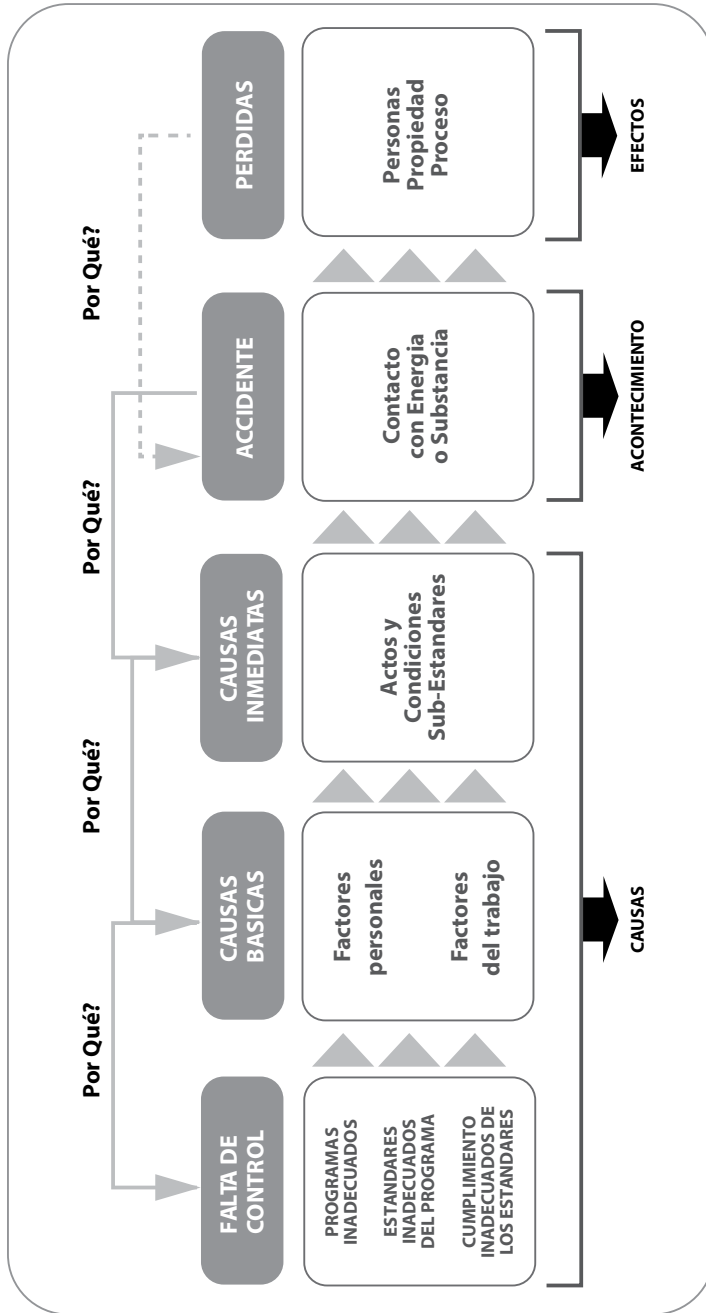 Por Qué?
Por Qué?
Por Qué?
Por Qué?
FALTA DE
CONTROL
CAUSAS
BASICAS
CAUSAS
INMEDIATAS
ACCIDENTE
PERDIDAS
PROGRAMAS
INADECUADOS
ESTANDARES
INADECUADOS
DEL PROGRAMA
CUMPLIMIENTO
INADECUADOS DE
LOS ESTANDARES
Factores
personales
Factores
del trabajo
Actos y
Condiciones
Sub-Estandares
Contacto
con Energia
o Substancia
Personas
Propiedad
Proceso
CAUSAS
ACONTECIMIENTO
EFECTOS